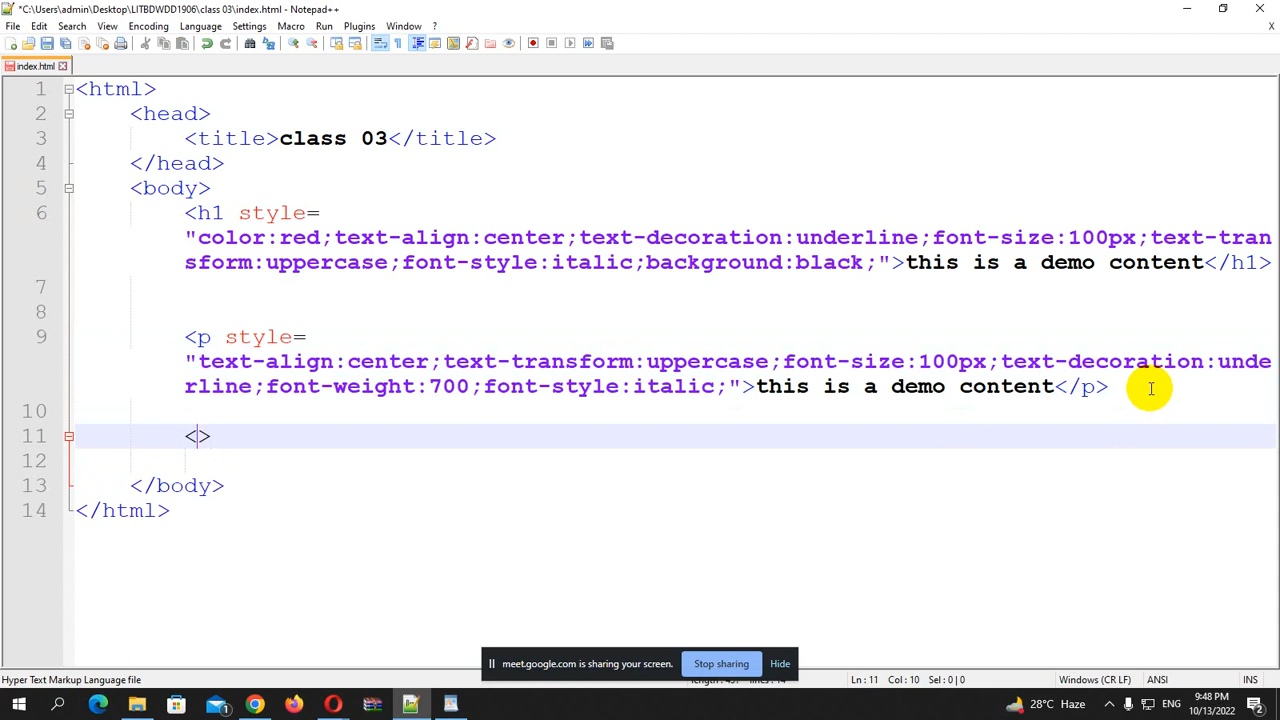 *C:\Users\admin\Desktop\LITBDWDD1906\class 03\index.html - Notepad++
File Edit Search View Encoding Language Settings Macro Run Plugins Window ? X
index.html
1 <html>
2 <head>
3 <title>class 03</title>
4 </head>
5 <body>
6 <h1 style=
"color:red;text-align:center;text-decoration:underline;font-size:100px;text-tran
sform:uppercase;font-style:italic;background:black;">this is a demo content</h1>
7
8
9 <p style=
"text-align:center;text-transform:uppercase;font-size:100px;text-decoration:unde
rline;font-weight:700;font-style:italic;">this is a demo content</p>
10
11 <>
12
13 </body>
14 </html>
meet.google.com is sharing your screen. Stop sharing Hide
Hyper Text Markup Language file Ln : 11 Col : 10 Sel : 0 | 0 Windows (CR LF) ANSI INS
28°C Haze ENG 9:48 PM
10/13/2022